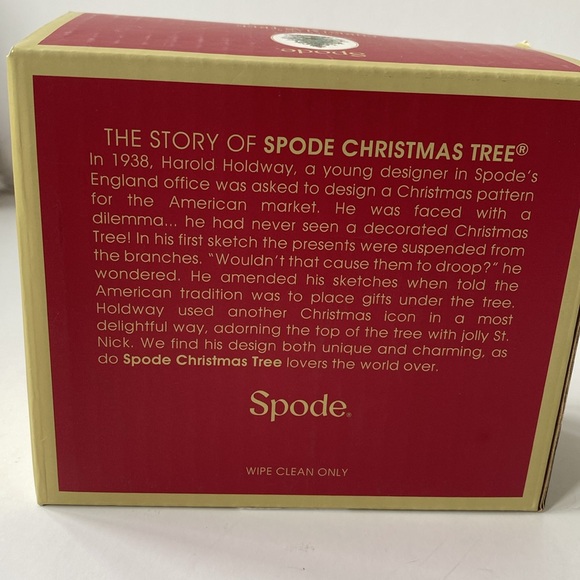 Spode
THE STORY OF SPODE CHRISTMAS TREE®
In 1938, Harold Holdway, a young designer in Spode's
England office was asked to design a Christmas pattern
for the American market. He was faced with a
dilemma... he had never seen a decorated Christmas
Tree! In his first sketch the presents were suspended from
the branches. "Wouldn't that cause them to droop?" he
wondered. He amended his sketches when told the
American tradition was to place gifts under the tree.
Holdway used another Christmas icon in a most
delightful way, adorning the top of the tree with jolly St.
Nick. We find his design both unique and charming, as
do Spode Christmas Tree lovers the world over.
Spode®
WIPE CLEAN ONLY